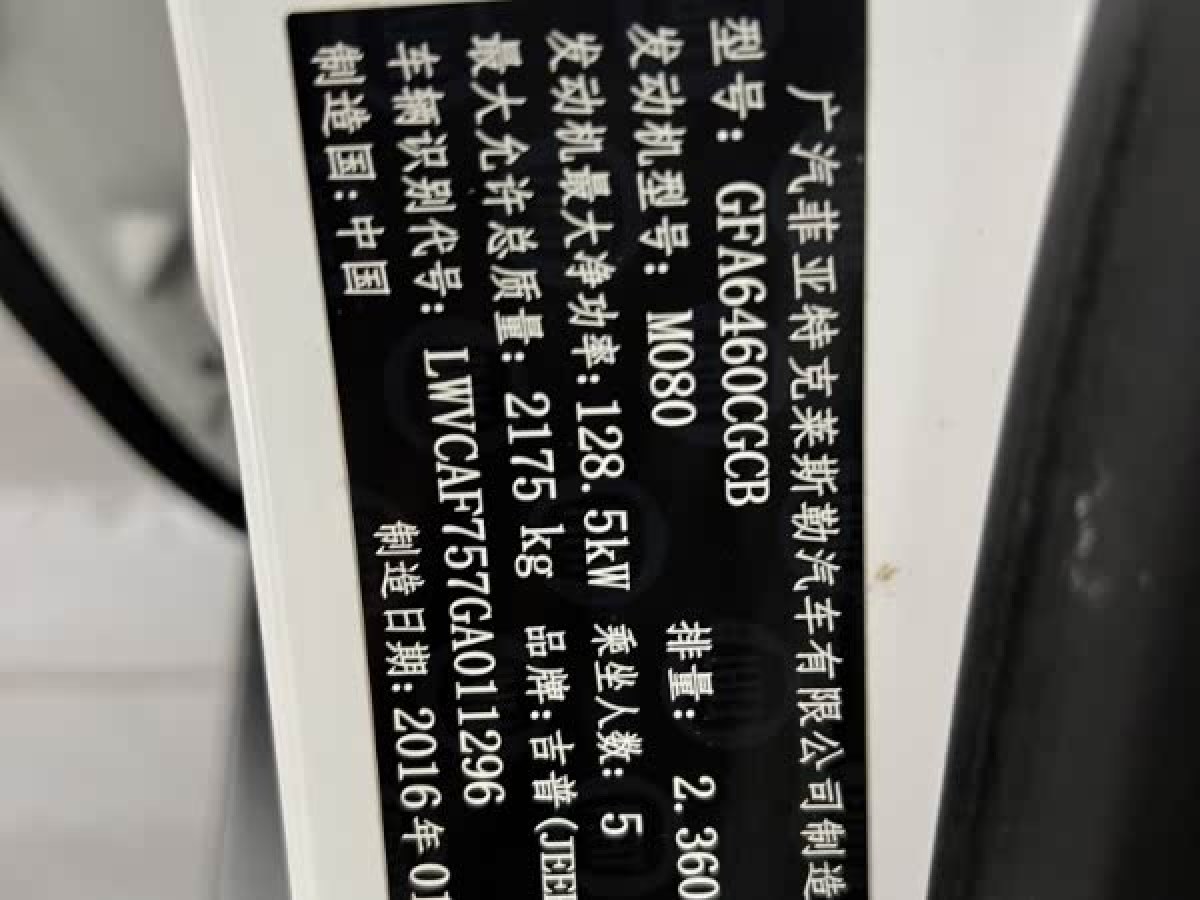 广汽菲亚特克莱斯勒汽车有限公司制造
型号: GFA6460CGCB
发动机型号: M080 排量: 2.360
发动机最大净功率:128.5kW 乘坐人数: 5
最大允许总质量: 2175 kg 品牌:吉普(JEE
车辆识别代号: LWVCAF757GA011296
制造国:中国 制造日期:2016年01